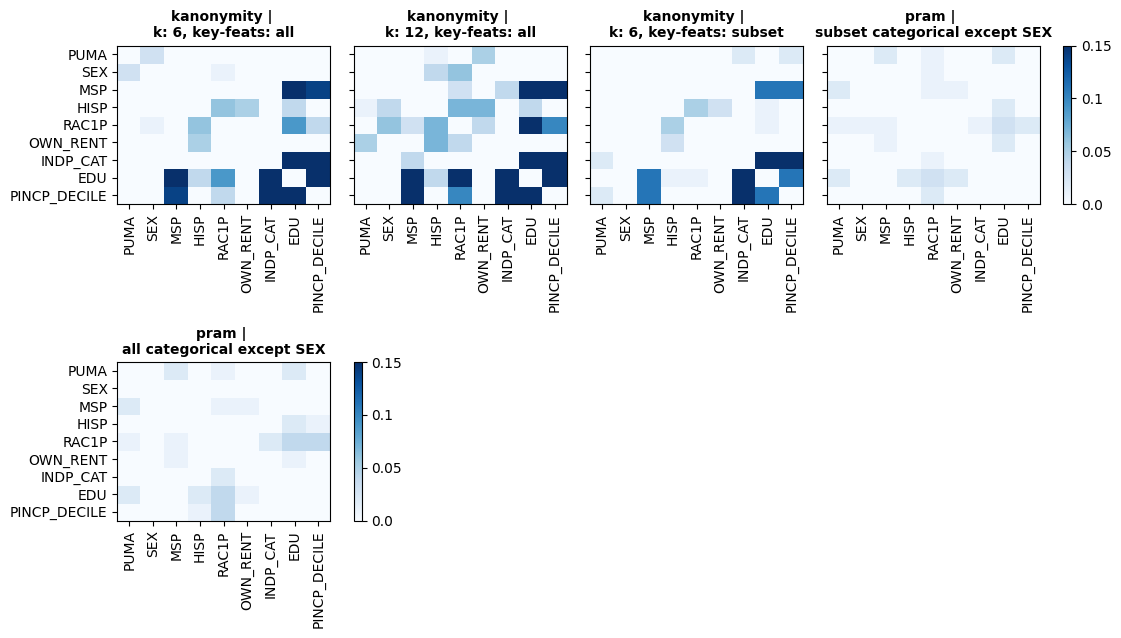 kanonymity |
k: 6, key-feats: all
kanonymity |
k: 12, key-feats: all
kanonymity |
k: 6, key-feats: subset
pram |
subset categorical except SEX
PUMA
SEX
MSP
HISP
RAC1P
OWN_RENT
INDP_CAT
EDU
PINCP_DECILE
0.15
0.1
0.05
0.0
PUMA
SEX
MSP
HISP
RAC1P
OWN_RENT
INDP_CAT
EDU
PINCP_DECILE
PUMA
SEX
MSP
HISP
RAC1P
OWN_RENT
INDP_CAT
EDU
PINCP_DECILE
PUMA
SEX
MSP
HISP
RAC1P
OWN_RENT
INDP_CAT
EDU
PINCP_DECILE
PUMA
SEX
MSP
HISP
RAC1P
OWN_RENT
INDP_CAT
EDU
PINCP_DECILE
pram |
all categorical except SEX
PUMA
SEX
MSP
HISP
RAC1P
OWN_RENT
INDP_CAT
EDU
PINCP_DECILE
0.15
0.1
0.05
0.0
PUMA
SEX
MSP
HISP
RAC1P
OWN_RENT
INDP_CAT
EDU
PINCP_DECILE